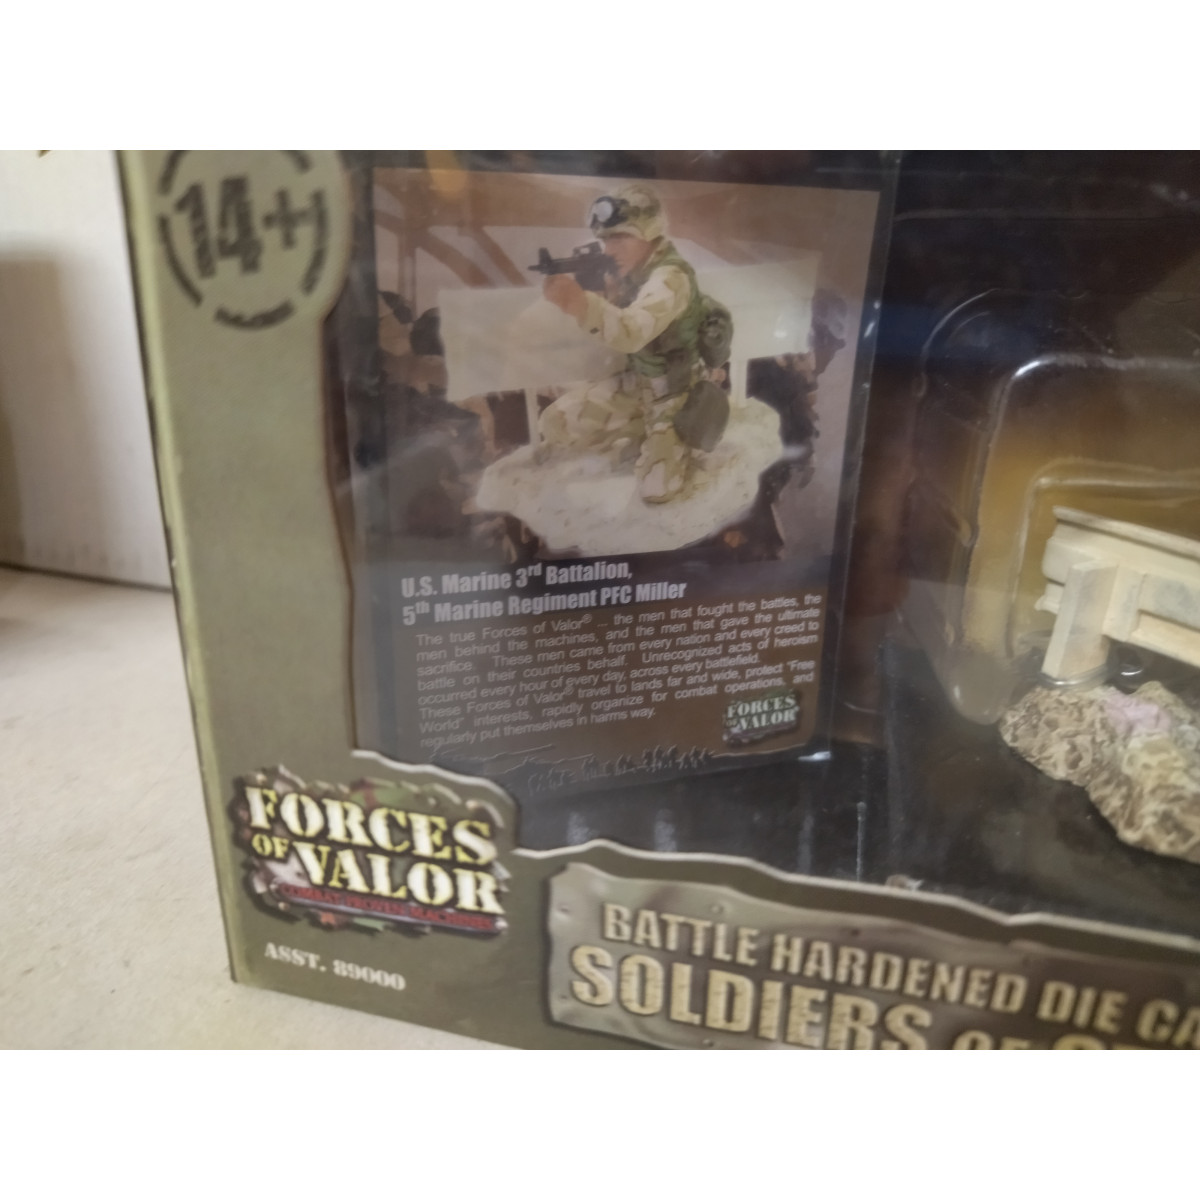 14+
U.S. Marine 3rd Battalion,
5th Marine Regiment PFC Miller
The true Forces of Valor® ... the men that fought the battles, the
men behind the machines, and the men that gave the ultimate
sacrifice. These men came from every nation and every creed to
battle on their countries behalf. Unrecognized acts of heroism
occurred every hour of every day, across every battlefield.
These Forces of Valor® travel to lands far and wide, protect "Free
World" interests, rapidly organize for combat operations, and
regularly put themselves in harms way.
FORCES
OF VALOR
FORCES
OF VALOR
COMBAT PROVEN MACHINES
ASST. 89000
BATTLE HARDENED DIE CA
SOLDIERS OF